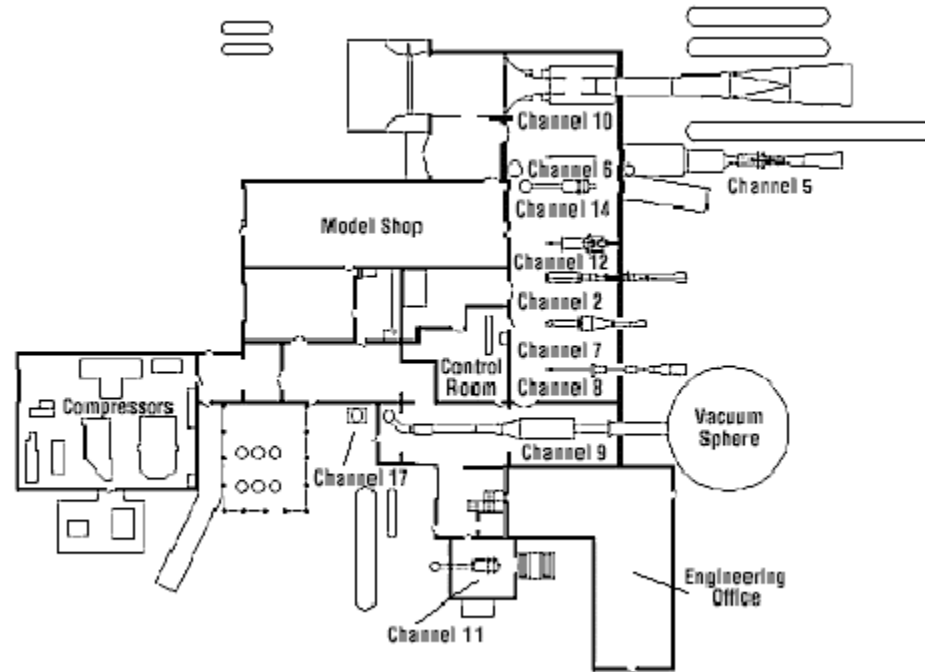 Channel 10
Channel 6
Channel 5
Channel 14
Model Shop
Channel 12
Channel 2
Channel 7
Control
Room
Channel 8
Compressors
Vacuum
Sphere
Channel 9
Channel 17
Engineering
Office
Channel 11